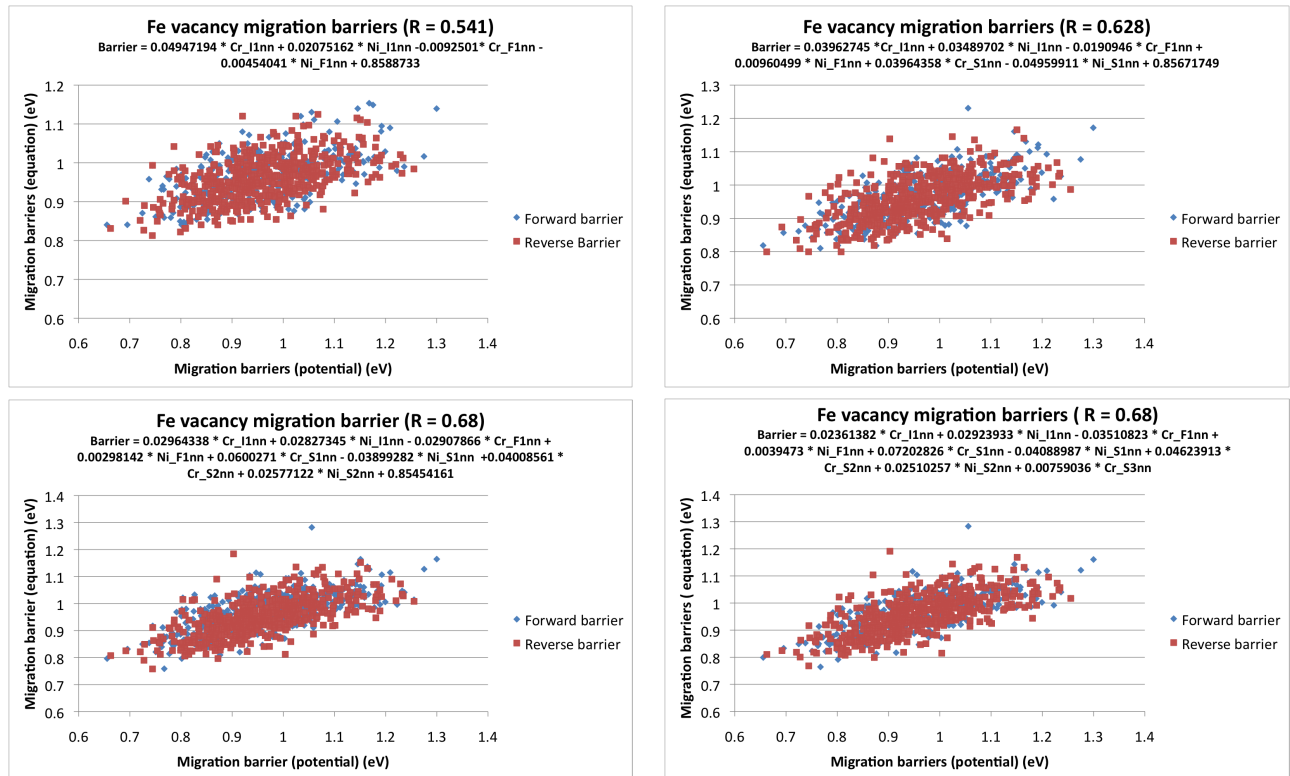 Fe vacancy migration barriers (R = 0.541)
Barrier = 0.04947194 * Cr_I1nn + 0.02075162 * Ni_I1nn -0.0092501* Cr_F1nn -
0.00454041 * Ni_F1nn + 0.8588733
Migration barriers (equation) (eV)
1.2
1.1
1
0.9
0.8
0.7
0.6
0.6 0.7 0.8 0.9 1 1.1 1.2 1.3 1.4
Migration barriers (potential) (eV)
Forward barrier
Reverse Barrier
Fe vacancy migration barriers (R = 0.628)
Barrier = 0.03962745 *Cr_I1nn + 0.03489702 * Ni_I1nn - 0.0190946 * Cr_F1nn +
0.00960499 * Ni_F1nn + 0.03964358 * Cr_S1nn - 0.04959911 * Ni_S1nn + 0.85671749
Migration barriers (equation) (eV)
1.3
1.2
1.1
1
0.9
0.8
0.7
0.6
0.6 0.7 0.8 0.9 1 1.1 1.2 1.3 1.4
Migration barriers (potential) (eV)
Forward barrier
Reverse barrier
Fe vacancy migration barrier (R = 0.68)
Barrier = 0.02964338 * Cr_I1nn + 0.02827345 * Ni_I1nn - 0.02907866 * Cr_F1nn +
0.00298142 * Ni_F1nn + 0.0600271 * Cr_S1nn - 0.03899282 * Ni_S1nn +0.04008561 *
Cr_S2nn + 0.02577122 * Ni_S2nn + 0.85454161
Migration barrier (equation) (eV)
1.4
1.3
1.2
1.1
1
0.9
0.8
0.7
0.6
0.6 0.7 0.8 0.9 1 1.1 1.2 1.3 1.4
Migration barrier (potential) (eV)
Forward barrier
Reverse barrier
Fe vacancy migration barriers ( R = 0.68)
Barrier = 0.02361382 * Cr_I1nn + 0.02923933 * Ni_I1nn - 0.03510823 * Cr_F1nn +
0.0039473 * Ni_F1nn + 0.07202826 * Cr_S1nn - 0.04088987 * Ni_S1nn + 0.04623913 *
Cr_S2nn + 0.02510257 * Ni_S2nn + 0.00759036 * Cr_S3nn
Migration barriers ( equation) (eV)
1.4
1.3
1.2
1.1
1
0.9
0.8
0.7
0.6
0.6 0.7 0.8 0.9 1 1.1 1.2 1.3 1.4
Migration barriers (potential) (eV)
Forward barrier
Reverse barrier